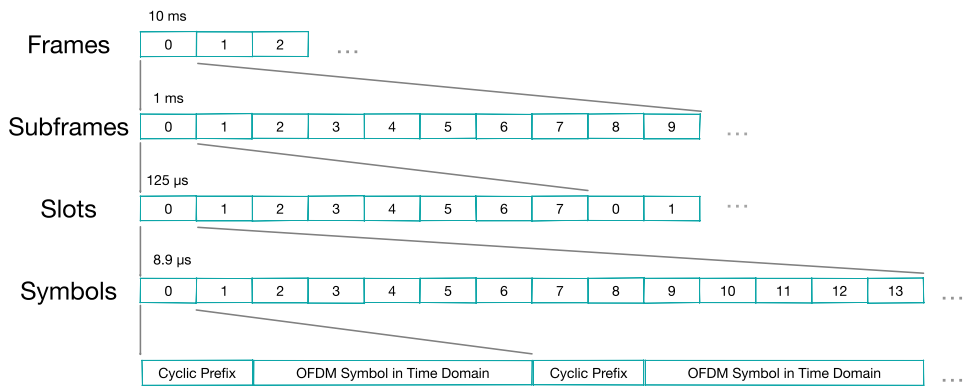 10 ms
Frames 0 1 2 ...
1 ms
Subframes 0 1 2 3 4 5 6 7 8 9 ...
125 µs
Slots 0 1 2 3 4 5 6 7 0 1 ...
8.9 µs
Symbols 0 1 2 3 4 5 6 7 8 9 10 11 12 13 ...
Cyclic Prefix OFDM Symbol in Time Domain Cyclic Prefix OFDM Symbol in Time Domain ...